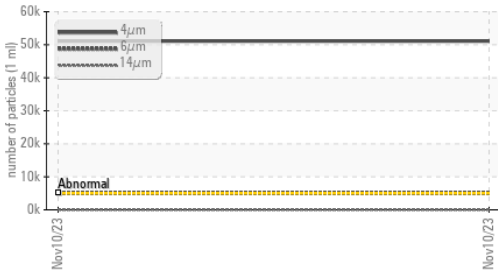 60k
50k
40k
30k
20k
10k
0k
number of particles (1 ml)
4µm
6µm
14µm
Abnormal
Nov10/23
Nov10/23